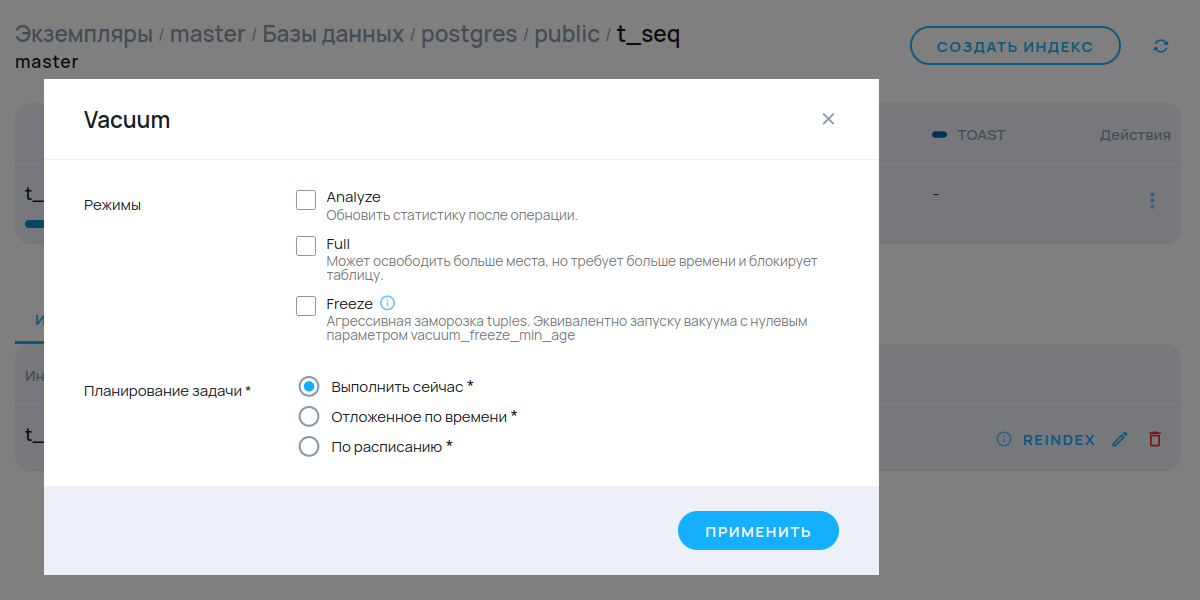 Экземпляры / master / Базы данных / postgres / public / t_seq
master
СОЗДАТЬ ИНДЕКС
TOAST
Действия
t_
-
Vacuum
Режимы
Analyze
Обновить статистику после операции.
Full
Может освободить больше места, но требует больше времени и блокирует
таблицу.
Freeze
Агрессивная заморозка tuples. Эквивалентно запуску вакуума с нулевым
параметром vacuum_freeze_min_age
Планирование задачи *
Выполнить сейчас *
Отложенное по времени *
По расписанию *
ПРИМЕНИТЬ
И
Ин
t_
REINDEX